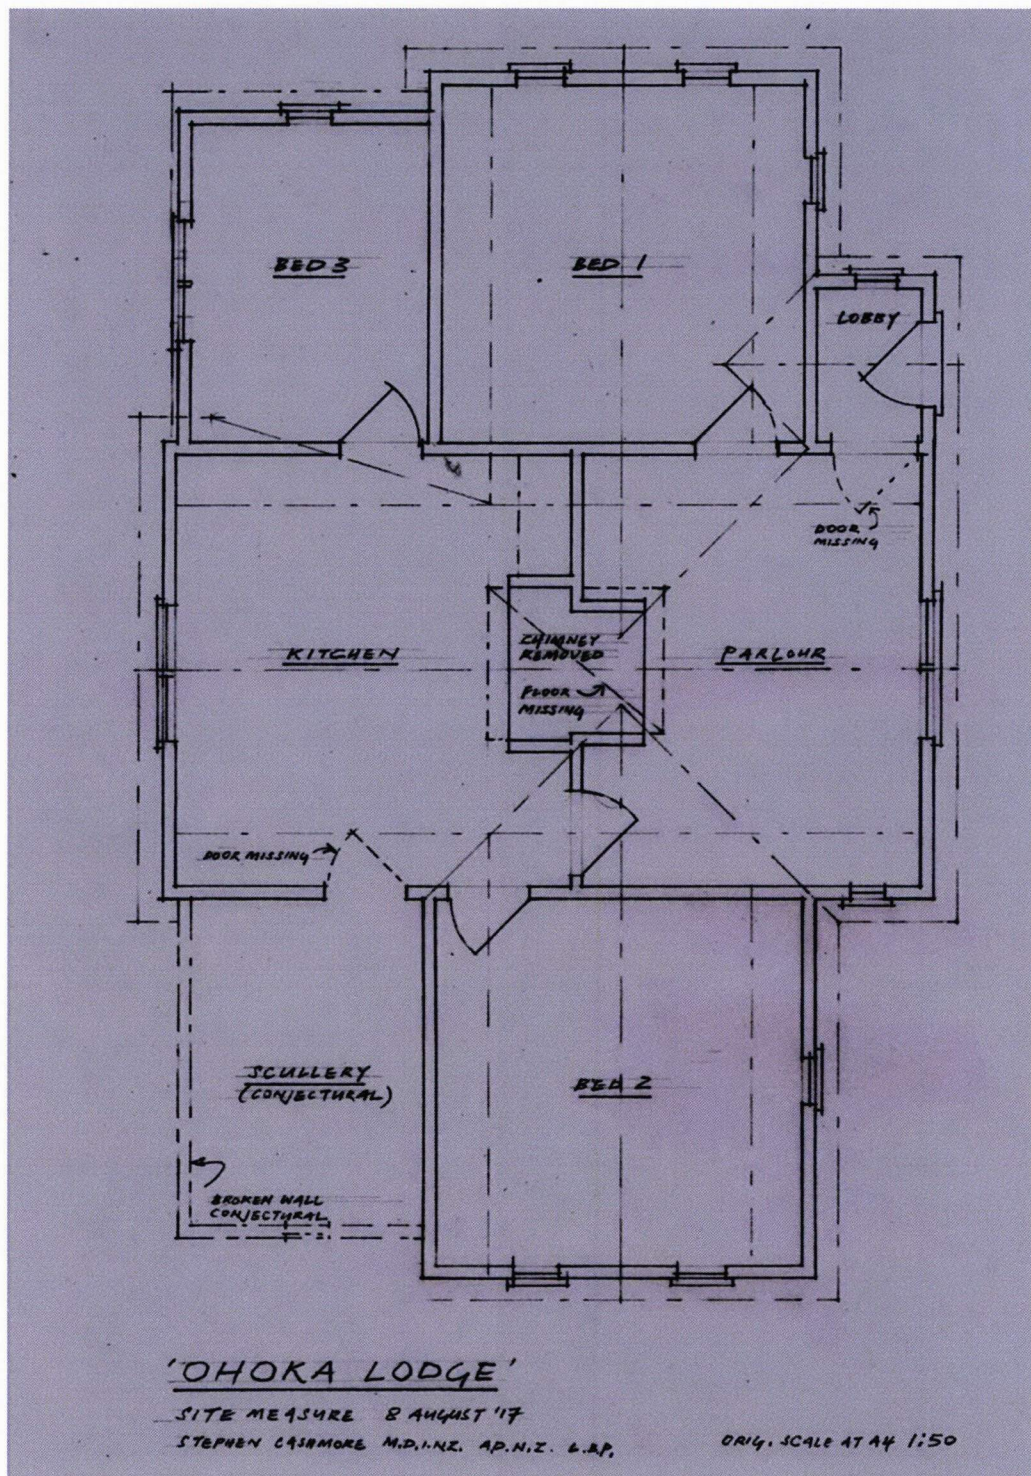 BED 3
BED 1
LOBBY
DOOR
MISSING
KITCHEN
CHIMNEY
REMOVED
FLOOR
MISSING
PARLOUR
DOOR MISSING
SCULLERY
(CONJECTURAL)
BED 2
BROKEN WALL
CONJECTURAL
'OHOKA LODGE'
SITE MEASURE 8 AUGUST '17
STEPHEN CASHMORE M.D.I.NZ. AP.N.Z. L.B.P.
ORIG. SCALE AT A4 1:50